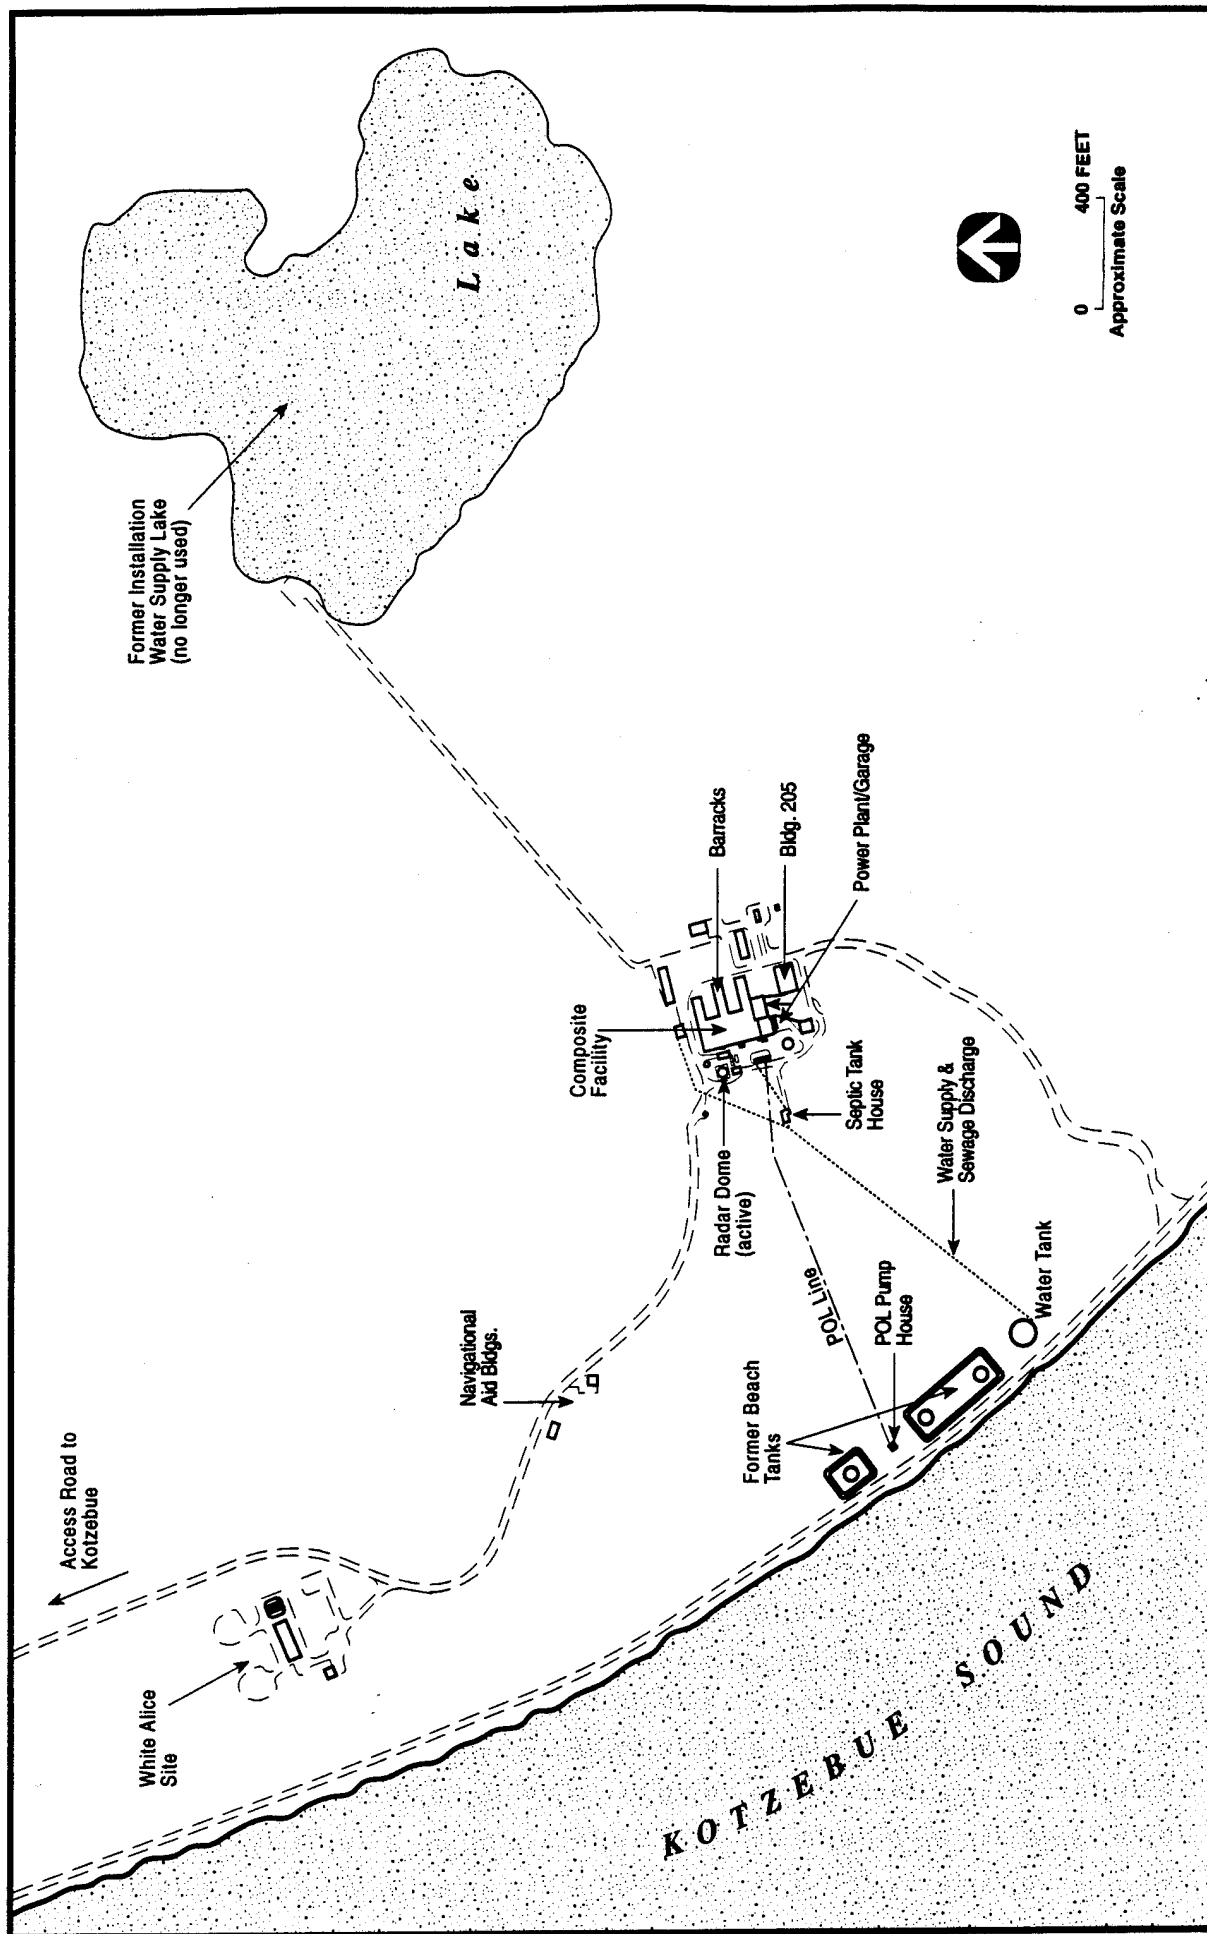 Access Road to
Kotzebue
White Alice
Site
Navigational
Aid Bldgs.
Former Installation
Water Supply Lake
(no longer used)
Lake
Composite
Facility
Barracks
Bldg. 205
Power Plant/Garage
Radar Dome
(active)
Septic Tank
House
POL Line
POL Pump
House
Former Beach
Tanks
Water Supply &
Sewage Discharge
Water Tank
KOTZEBUE SOUND
0 400 FEET
Approximate Scale